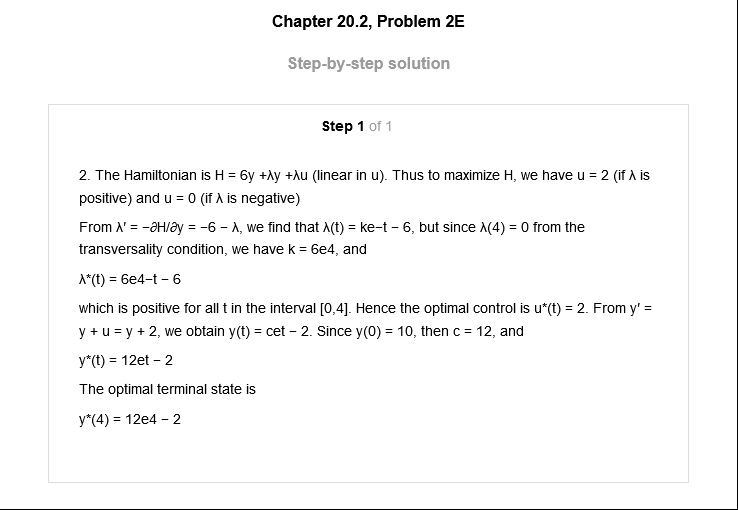 Chapter 20.2, Problem 2E
Step-by-step solution
Step 1 of 1
2. The Hamiltonian is H = 6y +λy +λu (linear in u). Thus to maximize H, we have u = 2 (if λ is
positive) and u = 0 (if λ is negative)
From λ' = −∂H/∂y = −6 − λ, we find that λ(t) = ke−t − 6, but since λ(4) = 0 from the
transversality condition, we have k = 6e4, and
λ*(t) = 6e4−t − 6
which is positive for all t in the interval [0,4]. Hence the optimal control is u*(t) = 2. From y' =
y + u = y + 2, we obtain y(t) = cet − 2. Since y(0) = 10, then c = 12, and
y*(t) = 12et − 2
The optimal terminal state is
y*(4) = 12e4 − 2